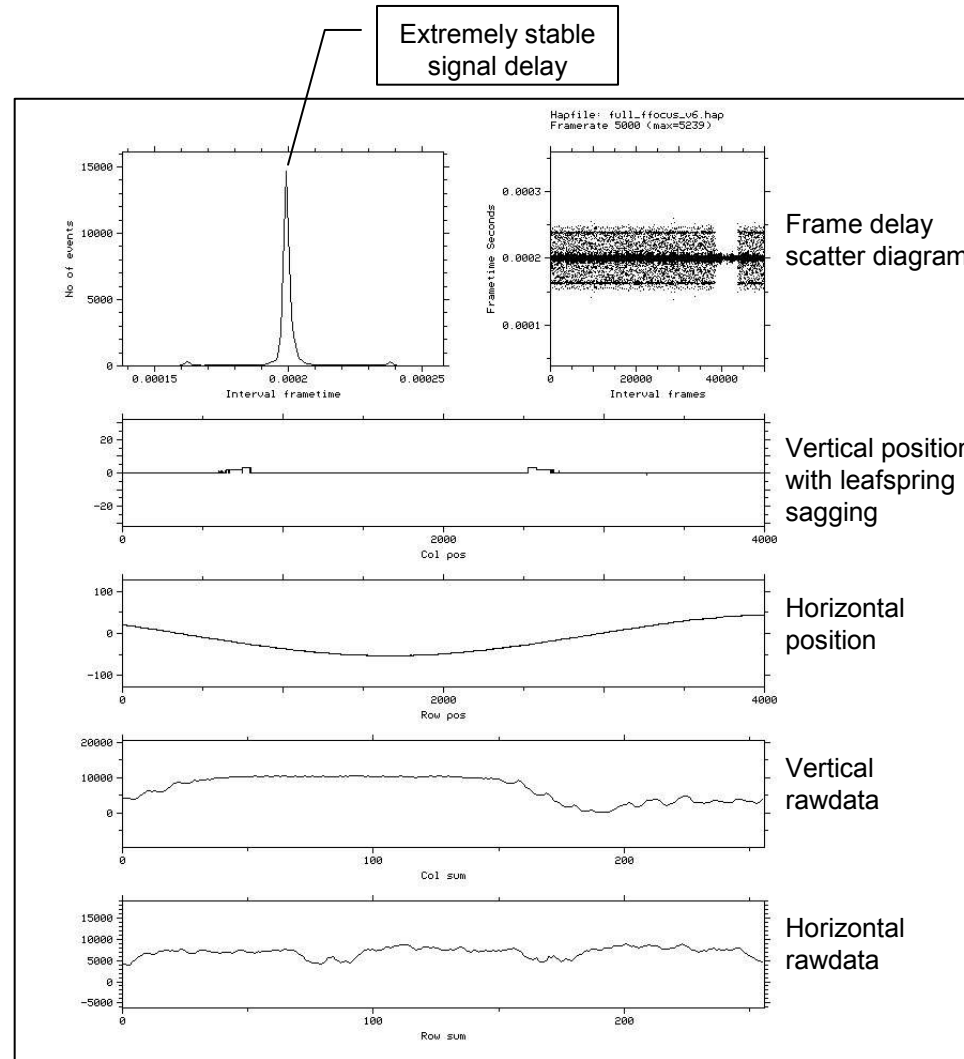 Extremely stable
signal delay
Hapfile: full_ffocus_v6.hap
Framerate 5000 (max=5239)
15000
10000
5000
0
No of events
0.00015
0.0002
0.00025
Interval frametime
0.0003
0.0002
0.0001
Frametime Seconds
0
20000
40000
Interval frames
Frame delay
scatter diagram
20
0
-20
0
2000
4000
Col pos
Vertical position
with leafspring
sagging
100
0
-100
0
2000
4000
Row pos
Horizontal
position
20000
10000
0
0
100
200
Col sum
Vertical
rawdata
15000
10000
5000
0
-5000
0
100
200
Row sum
Horizontal
rawdata